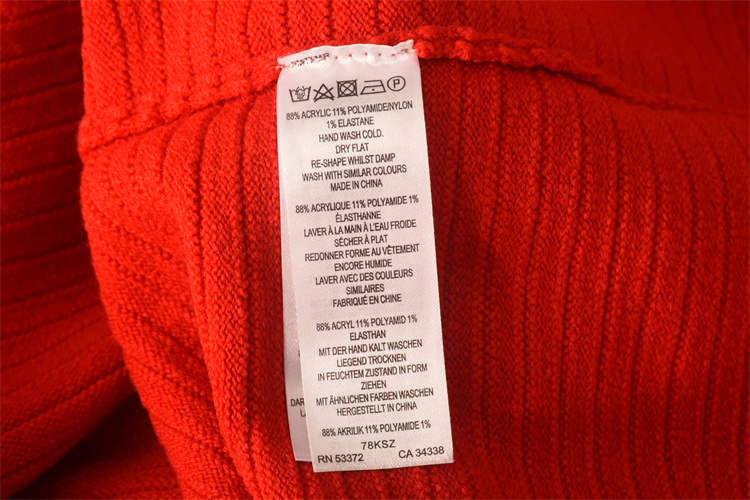 P
88% ACRYLIC 11% POLYAMIDE/NYLON
1% ELASTANE
HAND WASH COLD.
DRY FLAT
RE-SHAPE WHILST DAMP
WASH WITH SIMILAR COLOURS
MADE IN CHINA
88% ACRYLIQUE 11% POLYAMIDE 1%
ÉLASTHANNE
LAVER À LA MAIN À L'EAU FROIDE
SÉCHER À PLAT
REDONNER FORME AU VÊTEMENT
ENCORE HUMIDE
LAVER AVEC DES COULEURS
SIMILAIRES
FABRIQUÉ EN CHINE
88% ACRYL 11% POLYAMID 1%
ELASTHAN
MIT DER HAND KALT WASCHEN
LIEGEND TROCKNEN
IN FEUCHTEM ZUSTAND IN FORM
ZIEHEN
MIT ÄHNLICHEN FARBEN WASCHEN
HERGESTELLT IN CHINA
88% AKRILIK 11% POLYAMIDE 1%
78KSZ
RN 53372 CA 34338